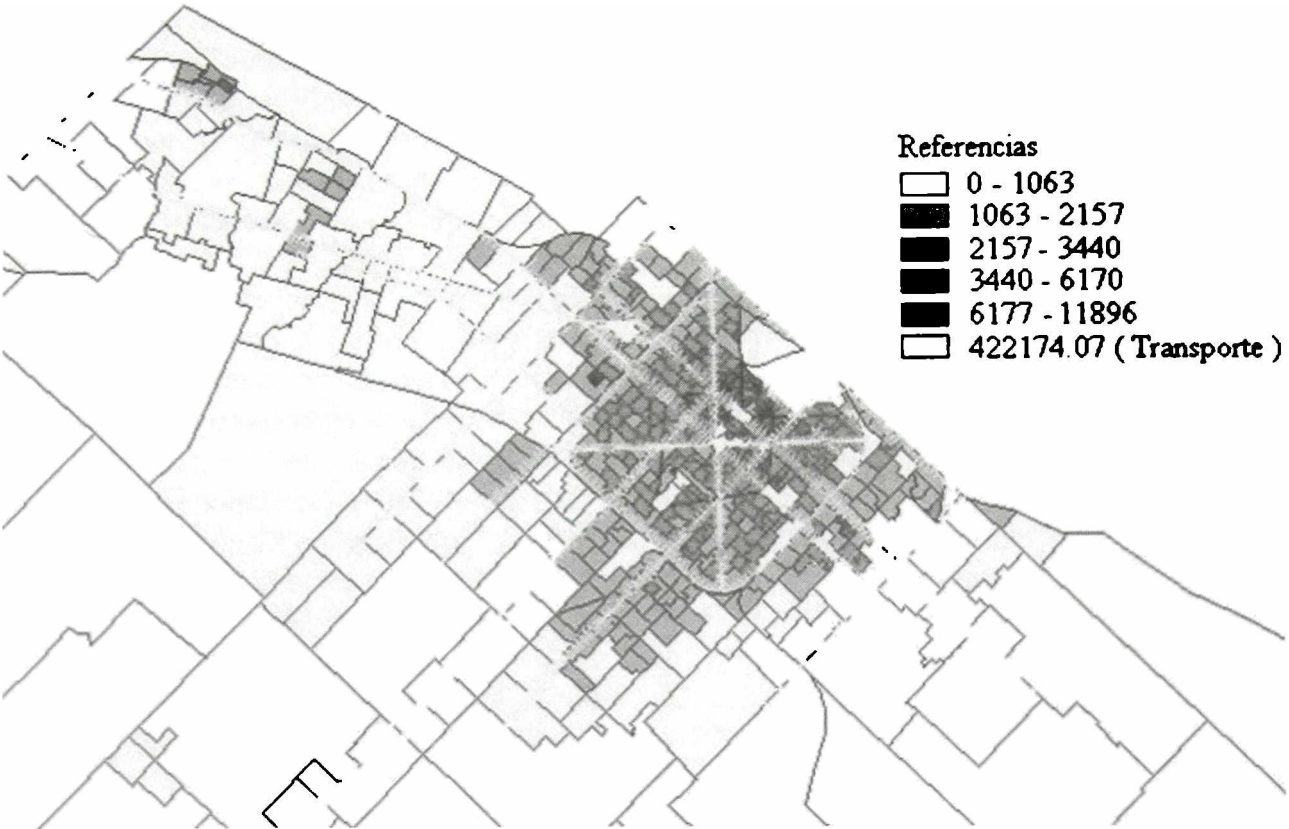 Referencias
0 - 1063
1063 - 2157
2157 - 3440
3440 - 6170
6177 - 11896
422174.07 ( Transporte )